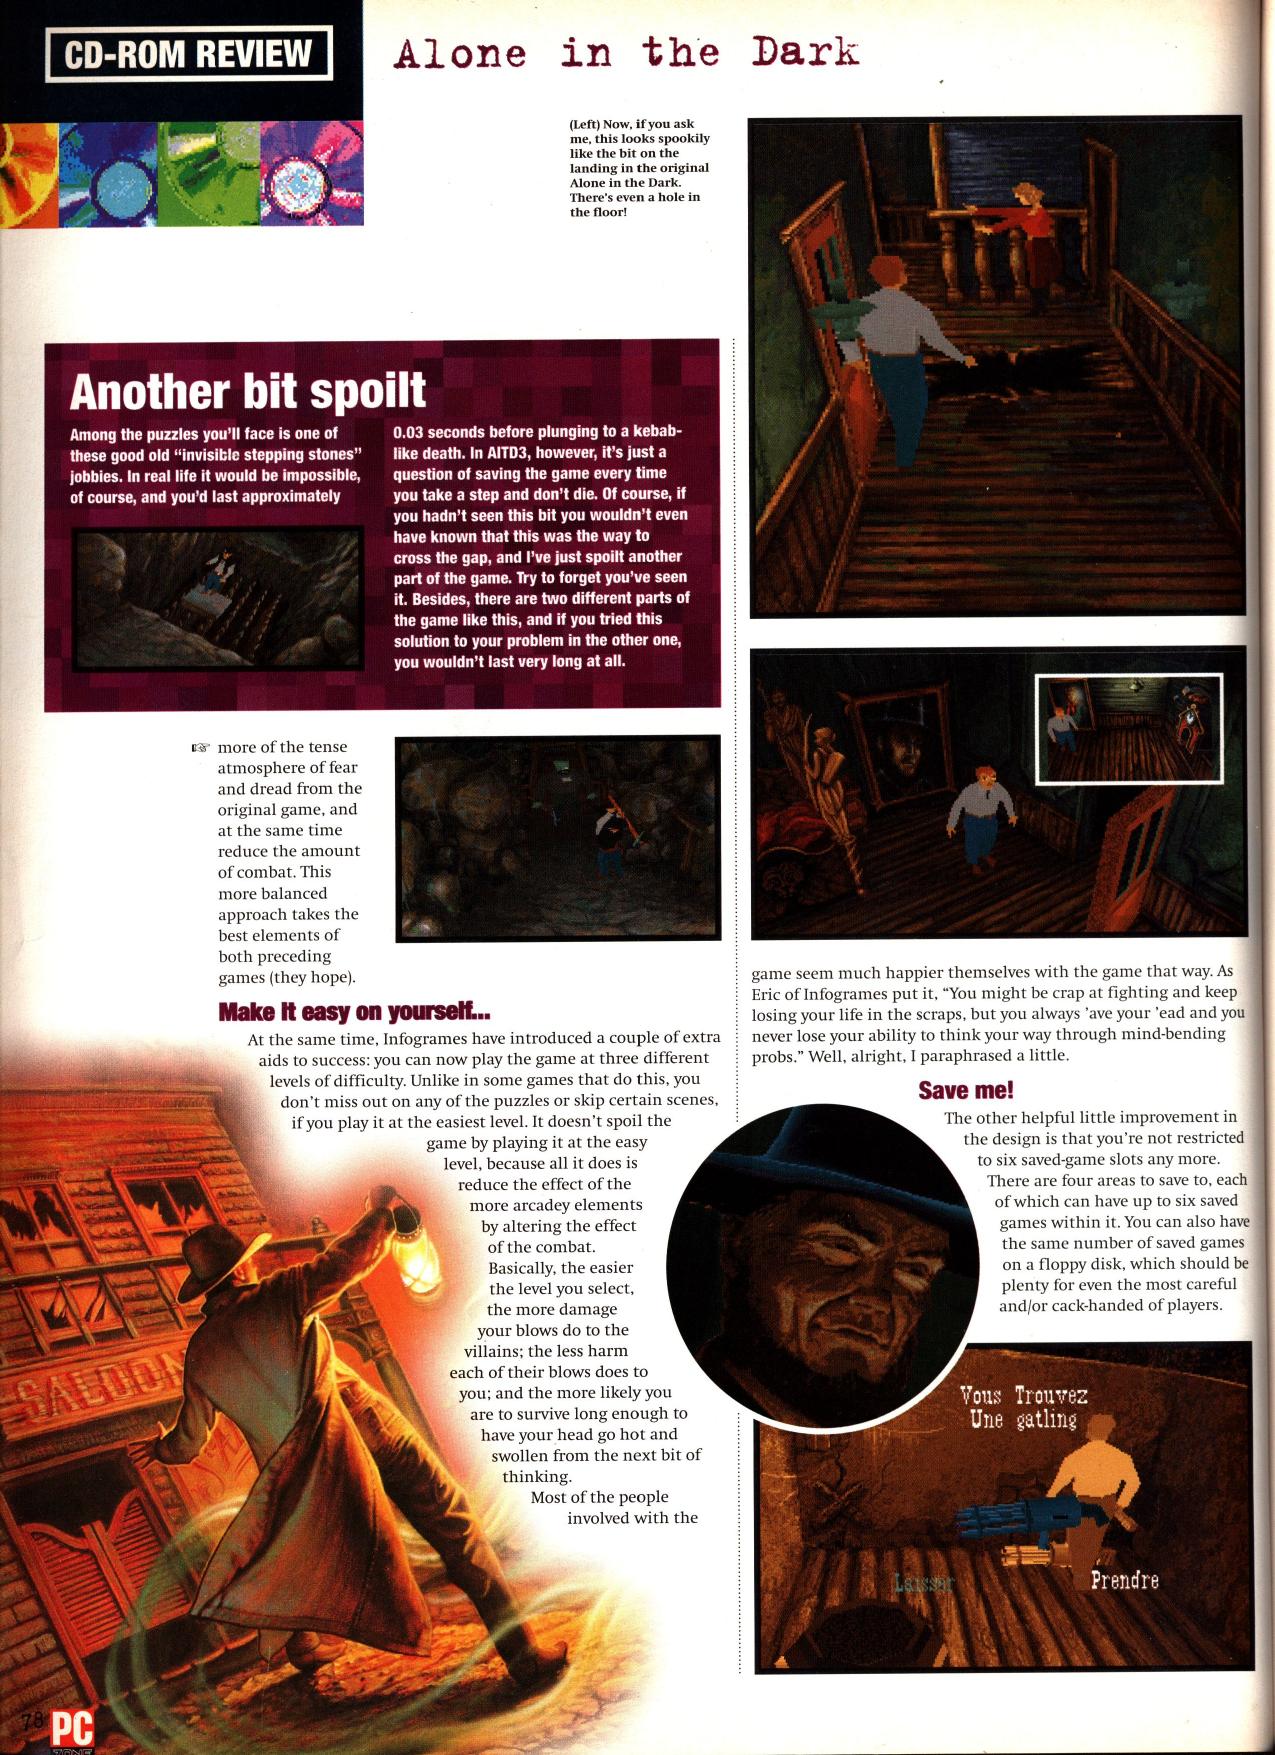 CD-ROM REVIEW
Alone in the Dark
(Left) Now, if you ask
me, this looks spookily
like the bit on the
landing in the original
Alone in the Dark.
There's even a hole in
the floor!
Another bit spoilt
Among the puzzles you'll face is one of
these good old "invisible stepping stones"
jobbies. In real life it would be impossible,
of course, and you'd last approximately
0.03 seconds before plunging to a kebab-
like death. In AITD3, however, it's just a
question of saving the game every time
you take a step and don't die. Of course, if
you hadn't seen this bit you wouldn't even
have known that this was the way to
cross the gap, and I've just spoilt another
part of the game. Try to forget you've seen
it. Besides, there are two different parts of
the game like this, and if you tried this
solution to your problem in the other one,
you wouldn't last very long at all.
☞ more of the tense
atmosphere of fear
and dread from the
original game, and
at the same time
reduce the amount
of combat. This
more balanced
approach takes the
best elements of
both preceding
games (they hope).
Make it easy on yourself...
At the same time, Infogrames have introduced a couple of extra
aids to success: you can now play the game at three different
levels of difficulty. Unlike in some games that do this, you
don't miss out on any of the puzzles or skip certain scenes,
if you play it at the easiest level. It doesn't spoil the
game by playing it at the easy
level, because all it does is
reduce the effect of the
more arcadey elements
by altering the effect
of the combat.
Basically, the easier
the level you select,
the more damage
your blows do to the
villains; the less harm
each of their blows does to
you; and the more likely you
are to survive long enough to
have your head go hot and
swollen from the next bit of
thinking.
Most of the people
involved with the
game seem much happier themselves with the game that way. As
Eric of Infogrames put it, "You might be crap at fighting and keep
losing your life in the scraps, but you always 'ave your 'ead and you
never lose your ability to think your way through mind-bending
probs." Well, alright, I paraphrased a little.
Save me!
The other helpful little improvement in
the design is that you're not restricted
to six saved-game slots any more.
There are four areas to save to, each
of which can have up to six saved
games within it. You can also have
the same number of saved games
on a floppy disk, which should be
plenty for even the most careful
and/or cack-handed of players.
SALOON
Vous Trouvez
Une gatling
Laisser
Prendre
78
PC
ZONE